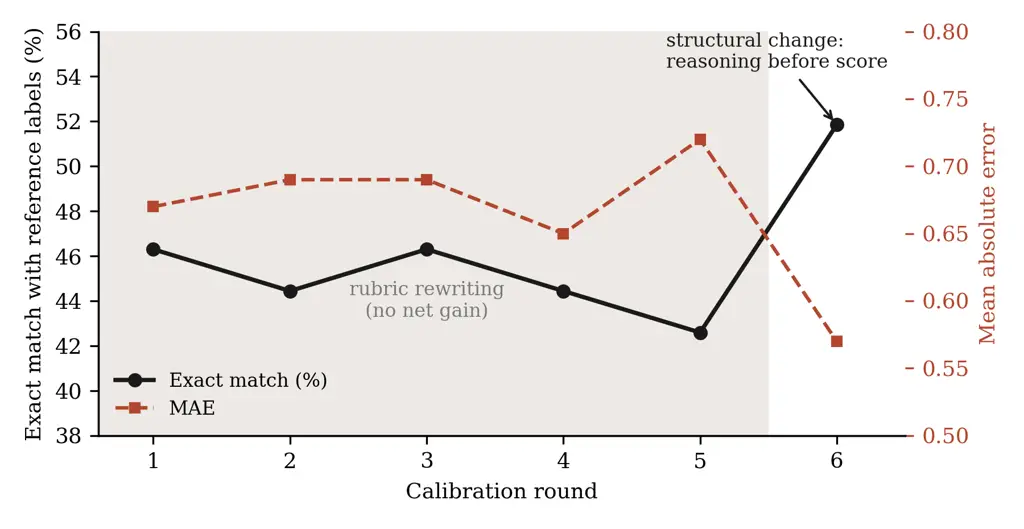 Exact match with reference labels (%)
56
54
52
50
48
46
44
42
40
38
structural change:
reasoning before score
rubric rewriting
(no net gain)
Exact match (%)
MAE
0.80
0.75
0.70
0.65
0.60
0.55
0.50
Mean absolute error
1 2 3 4 5 6
Calibration round